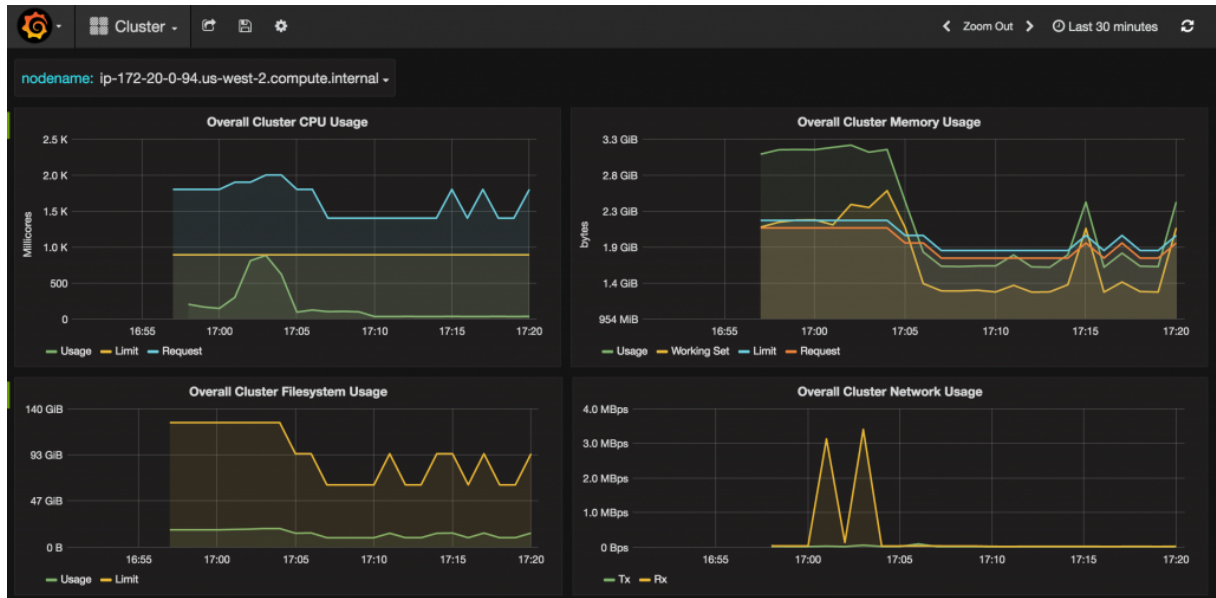 Cluster
Zoom Out
Last 30 minutes
nodename: ip-172-20-0-94.us-west-2.compute.internal
Overall Cluster CPU Usage
2.5 K
2.0 K
1.5 K
1.0 K
500
0
Millicores
16:55 17:00 17:05 17:10 17:15 17:20
Usage Limit Request
Overall Cluster Memory Usage
3.3 GiB
2.8 GiB
2.3 GiB
1.9 GiB
1.4 GiB
954 MiB
bytes
16:55 17:00 17:05 17:10 17:15 17:20
Usage Working Set Limit Request
Overall Cluster Filesystem Usage
140 GiB
93 GiB
47 GiB
0 B
16:55 17:00 17:05 17:10 17:15 17:20
Usage Limit
Overall Cluster Network Usage
4.0 MBps
3.0 MBps
2.0 MBps
1.0 MBps
0 Bps
16:55 17:00 17:05 17:10 17:15 17:20
Tx Rx